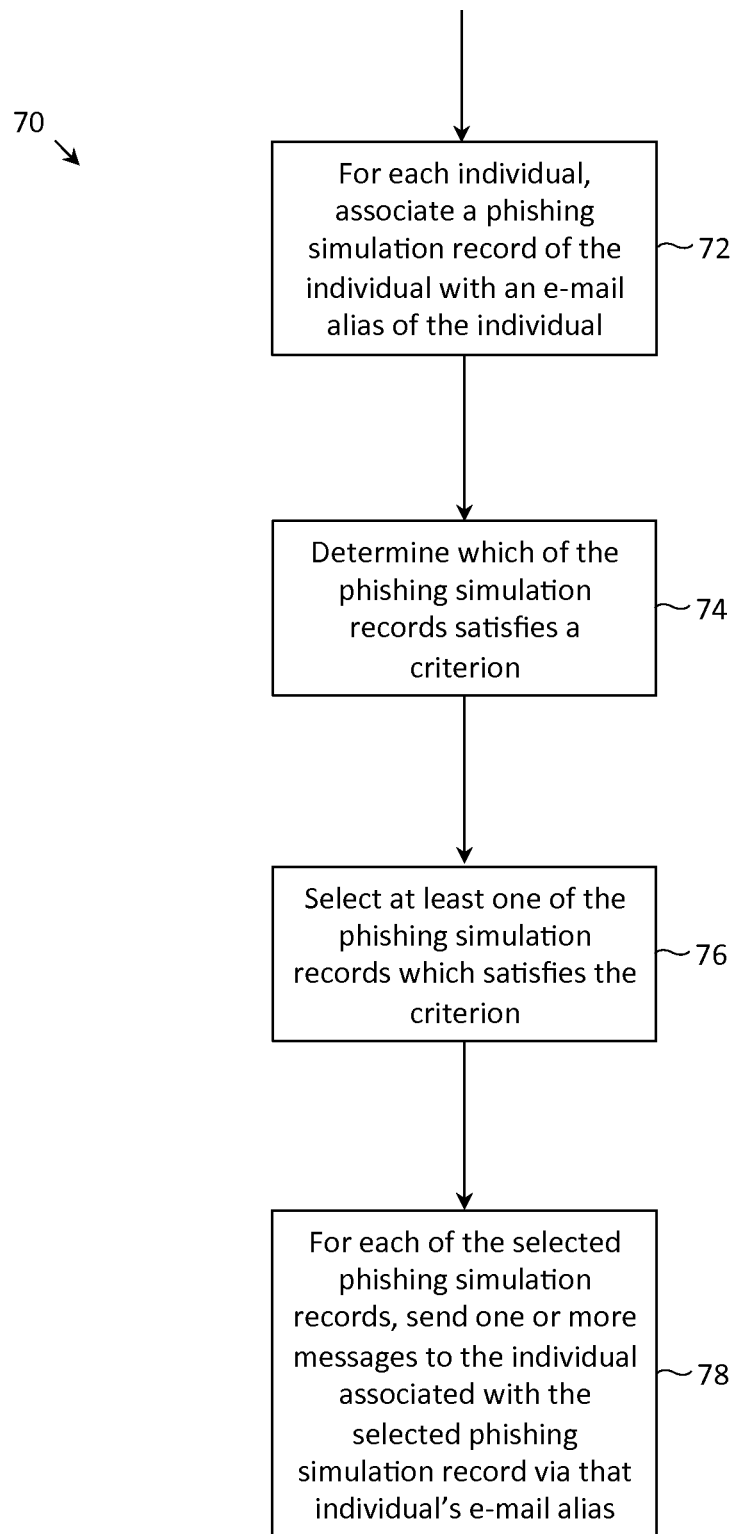 70
For each individual,
associate a phishing
simulation record of the
individual with an e-mail
alias of the individual
72
Determine which of the
phishing simulation
records satisfies a
criterion
74
Select at least one of the
phishing simulation
records which satisfies the
criterion
76
For each of the selected
phishing simulation
records, send one or more
messages to the individual
associated with the
selected phishing
simulation record via that
individual’s e-mail alias
78